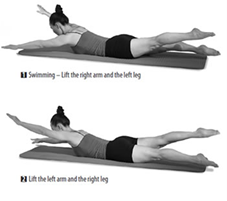 1 Swimming – Lift the right arm and the left leg
2 Lift the left arm and the right leg